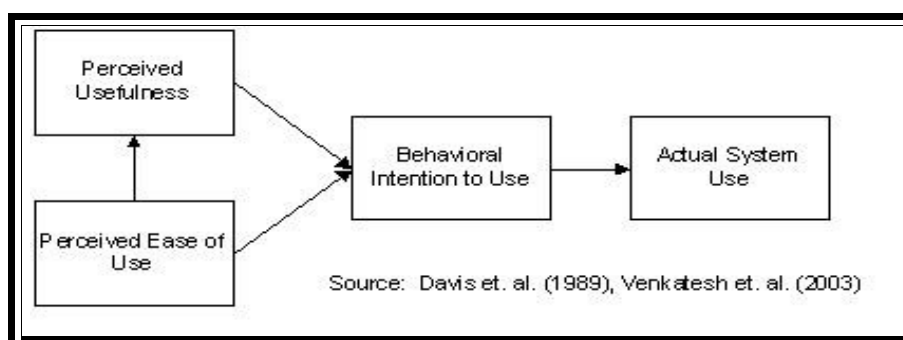 Perceived
Usefulness
Perceived Ease of
Use
Behavioral
Intention to Use
Actual System
Use
Source: Davis et. al. (1989), Venkatesh et. al. (2003)